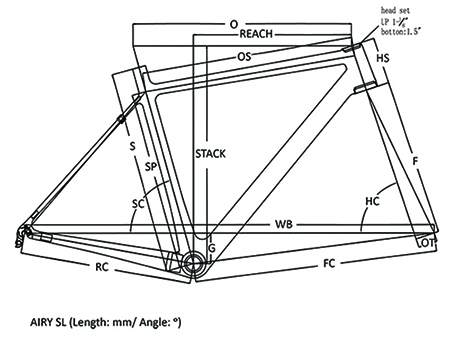 O
head set
UP 1-⅛"
botton:1.5"
REACH
OS
HS
S
SP
STACK
F
SC
HC
WB
G
OT
RC
FC
AIRY SL (Length: mm/ Angle: °)